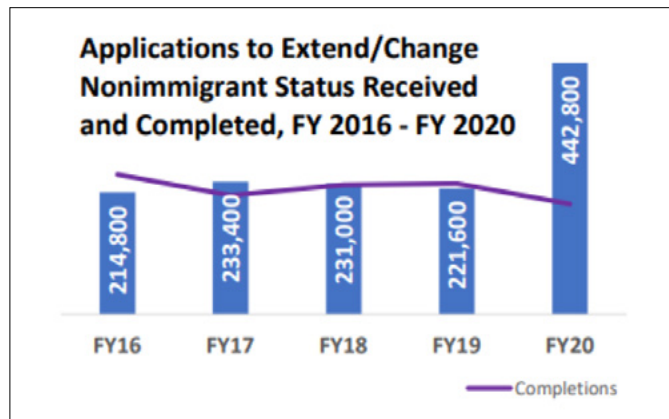 Applications to Extend/Change
Nonimmigrant Status Received
and Completed, FY 2016 - FY 2020
214,800
233,400
231,000
221,600
442,800
FY16 FY17 FY18 FY19 FY20
Completions